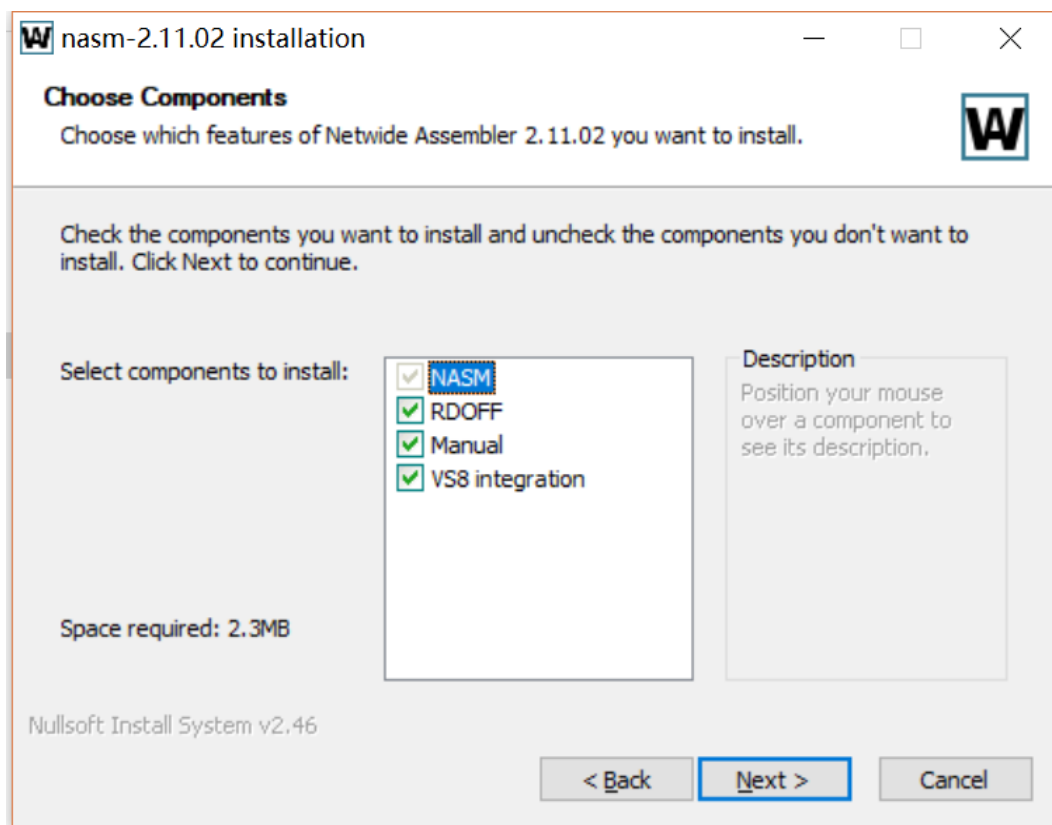 nasm-2.11.02 installation
Choose Components
Choose which features of Netwide Assembler 2.11.02 you want to install.
Check the components you want to install and uncheck the components you don't want to
install. Click Next to continue.
Select components to install:
NASM
RDOFF
Manual
VS8 integration
Description
Position your mouse
over a component to
see its description.
Space required: 2.3MB
Nullsoft Install System v2.46
< Back
Next >
Cancel